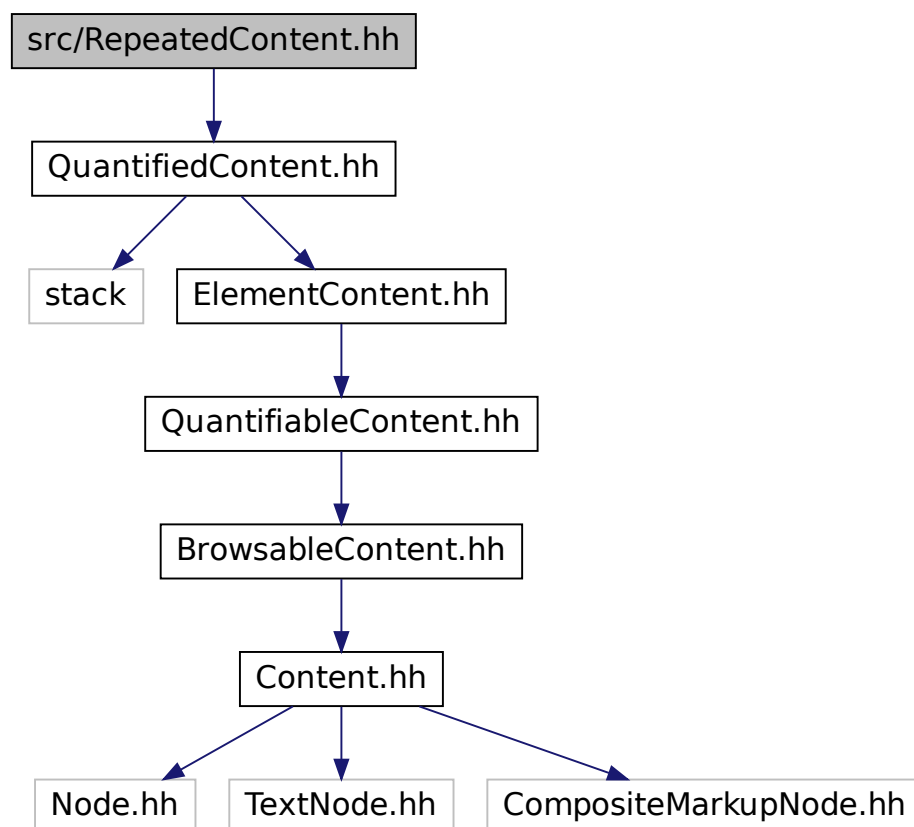 src/RepeatedContent.hh
QuantifiedContent.hh
stack
ElementContent.hh
QuantifiableContent.hh
BrowsableContent.hh
Content.hh
Node.hh
TextNode.hh
CompositeMarkupNode.hh